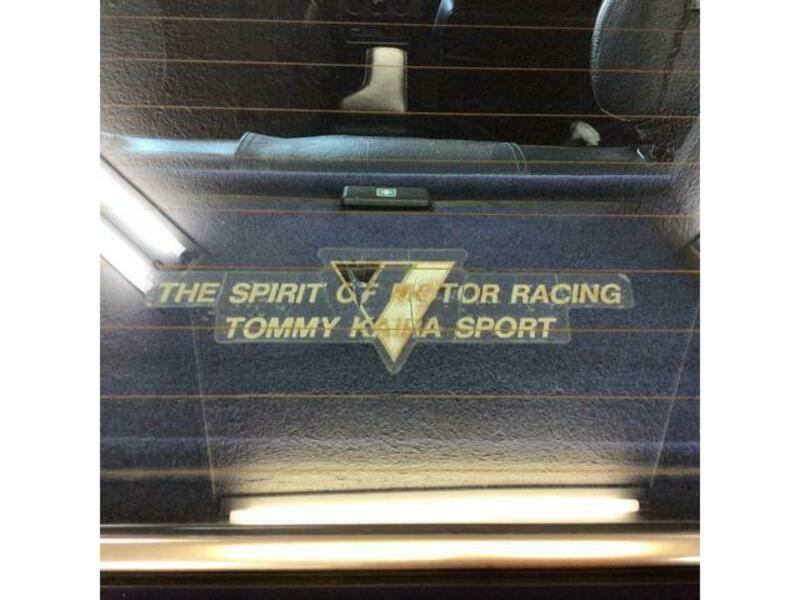 THE SPIRIT OF MOTOR RACING
TOMMY KAIRA SPORT